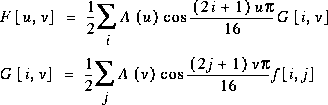 F[u,v] = 1/2 ∑_i Λ(u) cos (2i+1)uπ/16 G[i,v]
G[i,v] = 1/2 ∑_j Λ(v) cos (2j+1)vπ/16 f[i,j]